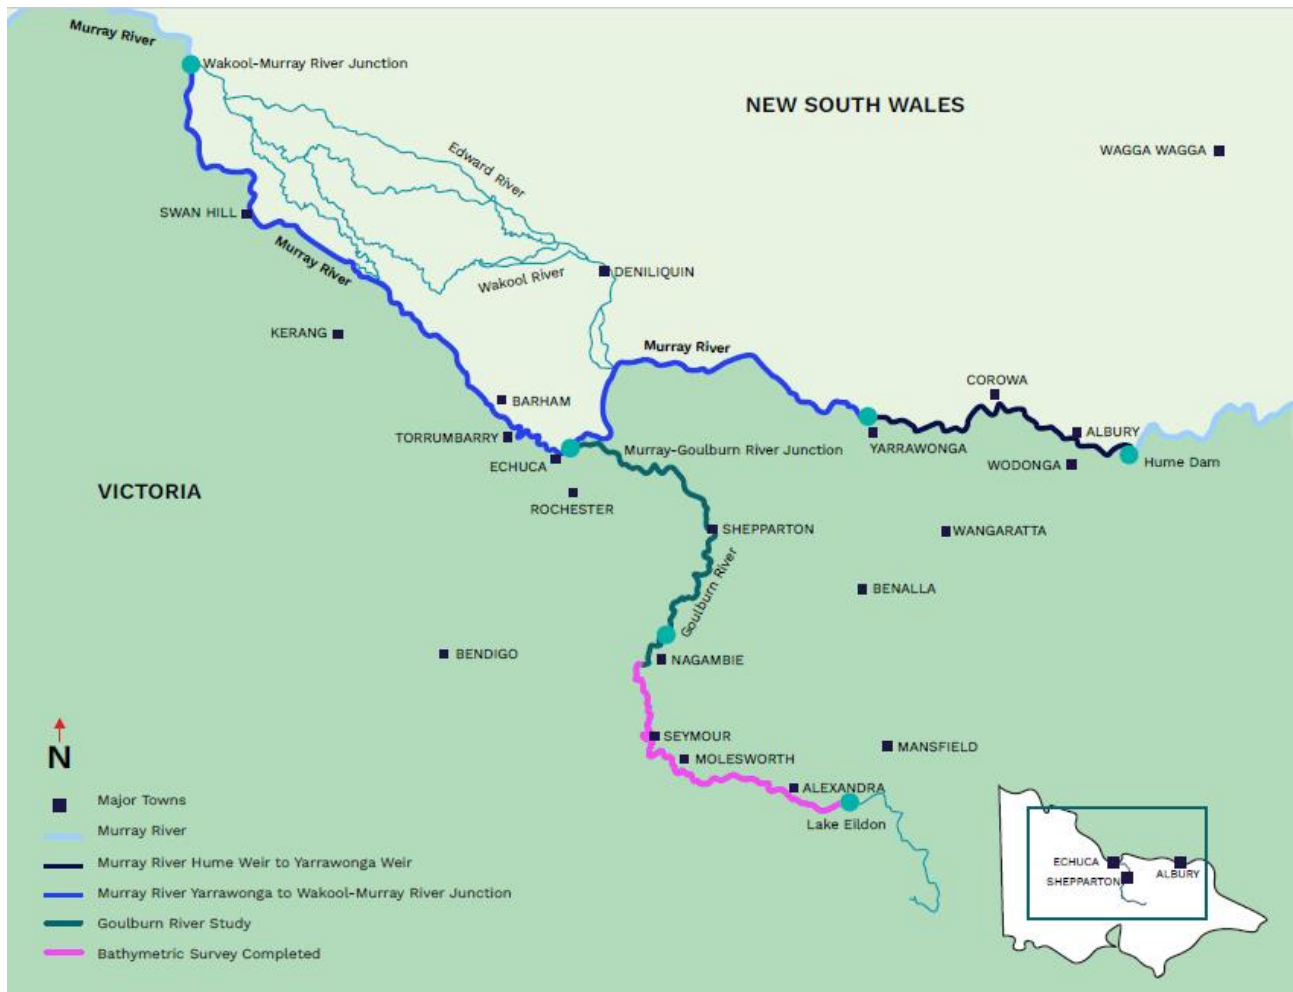 Murray River
Wakool-Murray River Junction
NEW SOUTH WALES
WAGGA WAGGA
Edward River
SWAN HILL
Murray River
Wakool River
DENILIQUIN
KERANG
Murray River
COROWA
BARHAM
TORRUMBARRY
ALBURY
ECHUCA
Murray-Goulburn River Junction
YARRAWONGA
WODONGA
Hume Dam
VICTORIA
ROCHESTER
SHEPPARTON
WANGARATTA
Goulburn River
BENALLA
BENDIGO
NAGAMBIE
SEYMOUR
MOLESWORTH
MANSFIELD
ALEXANDRA
Lake Eildon
N
Major Towns
Murray River
Murray River Hume Weir to Yarrawonga Weir
Murray River Yarrawonga to Wakool-Murray River Junction
Goulburn River Study
Bathymetric Survey Completed
ECHUCA
SHEPPARTON
ALBURY